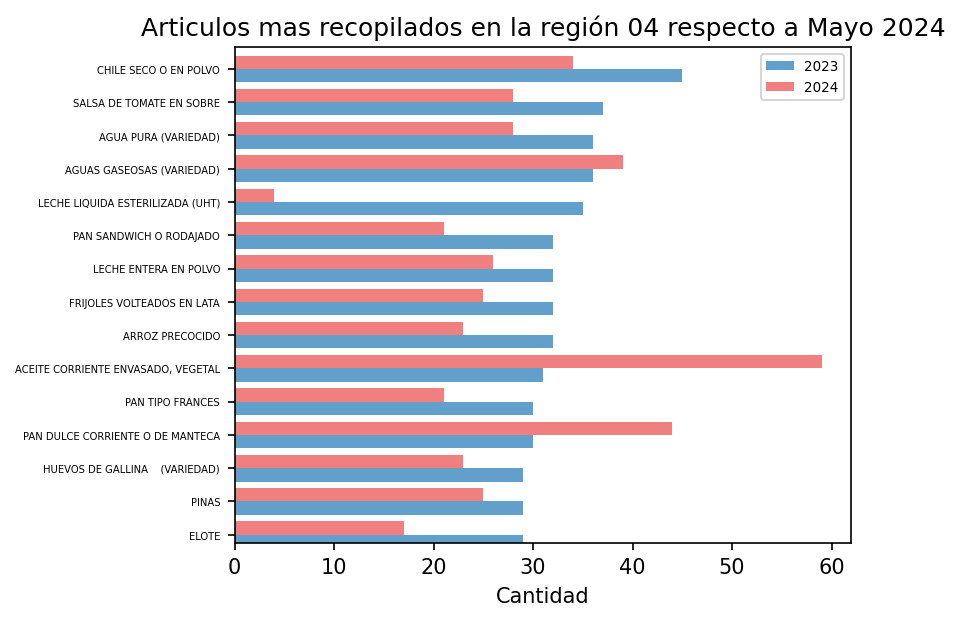 Articulos mas recopilados en la región 04 respecto a Mayo 2024
2023
2024
CHILE SECO O EN POLVO
SALSA DE TOMATE EN SOBRE
AGUA PURA (VARIEDAD)
AGUAS GASEOSAS (VARIEDAD)
LECHE LIQUIDA ESTERILIZADA (UHT)
PAN SANDWICH O RODAJADO
LECHE ENTERA EN POLVO
FRIJOLES VOLTEADOS EN LATA
ARROZ PRECOCIDO
ACEITE CORRIENTE ENVASADO, VEGETAL
PAN TIPO FRANCES
PAN DULCE CORRIENTE O DE MANTECA
HUEVOS DE GALLINA    (VARIEDAD)
PINAS
ELOTE
0 10 20 30 40 50 60
Cantidad